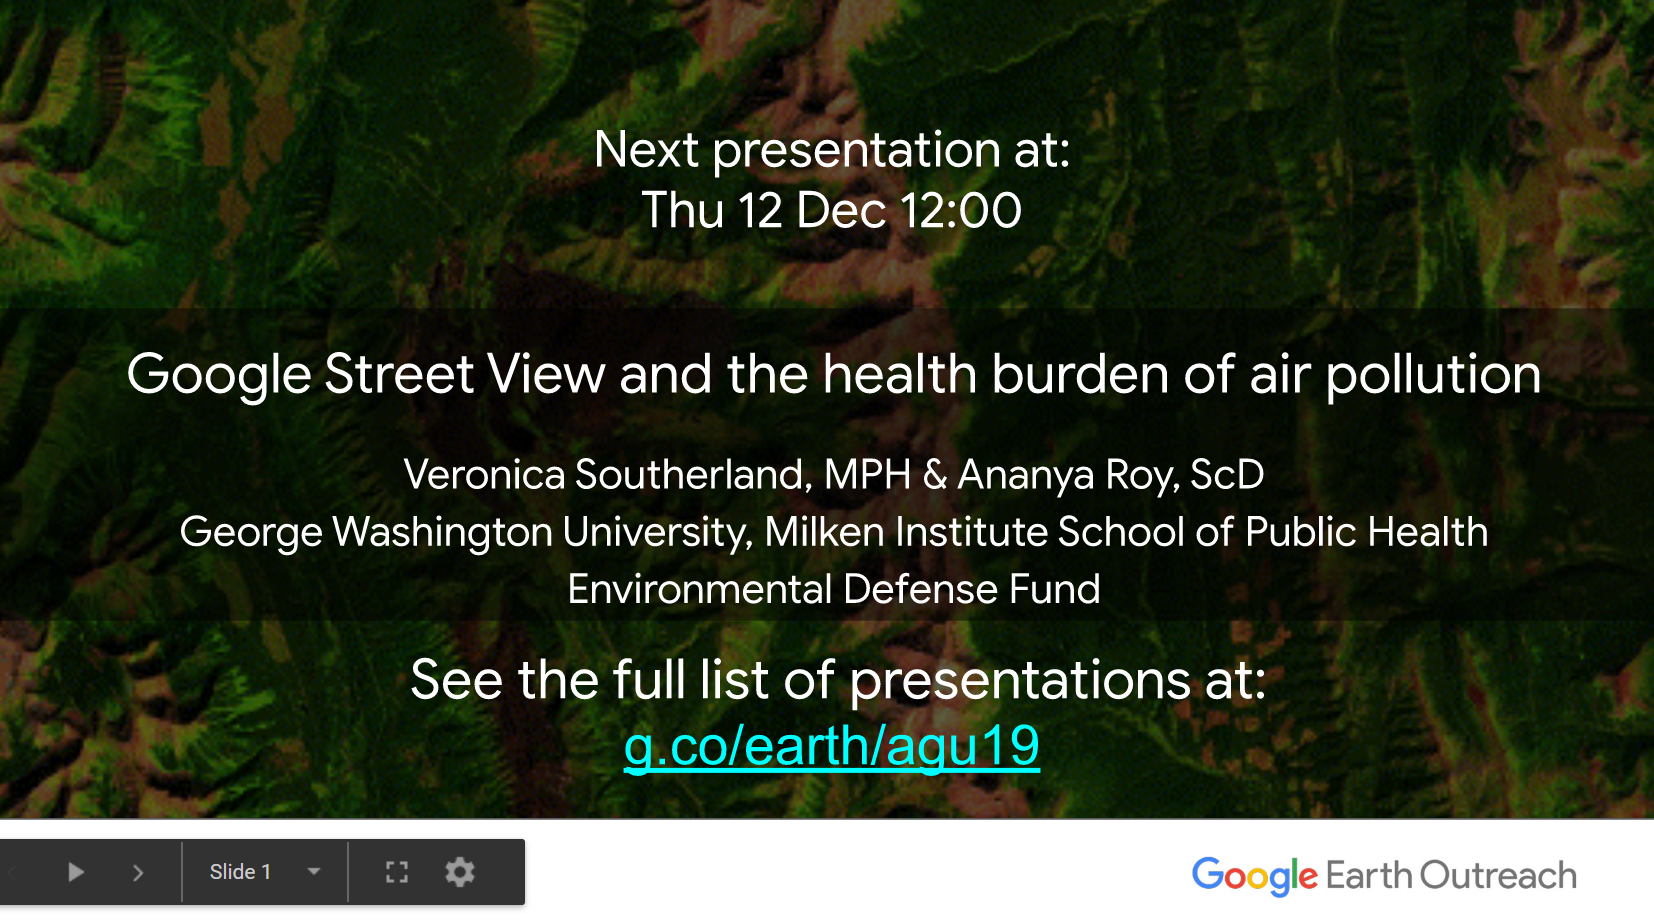 Next presentation at:
Thu 12 Dec 12:00
Google Street View and the health burden of air pollution
Veronica Southerland, MPH & Ananya Roy, ScD
George Washington University, Milken Institute School of Public Health
Environmental Defense Fund
See the full list of presentations at:
g.co/earth/agu19
Slide 1
Google Earth Outreach